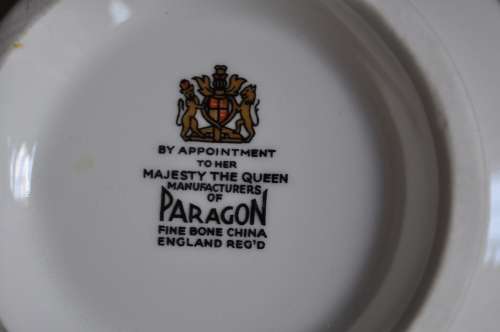 BY APPOINTMENT
TO HER
MAJESTY THE QUEEN
MANUFACTURERS
OF
PARAGON
FINE BONE CHINA
ENGLAND REG'D